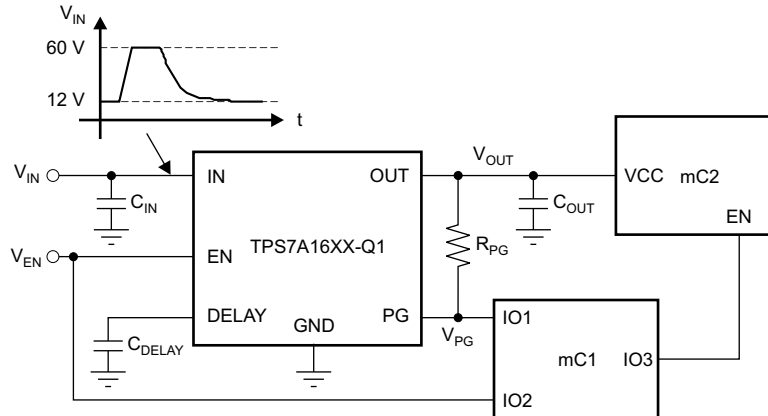 V_IN
60 V
12 V
t
V_IN
C_IN
IN
OUT
V_OUT
C_OUT
VCC
mC2
EN
V_EN
EN
TPS7A16XX-Q1
R_PG
DELAY
GND
PG
V_PG
C_DELAY
IO1
mC1
IO3
IO2